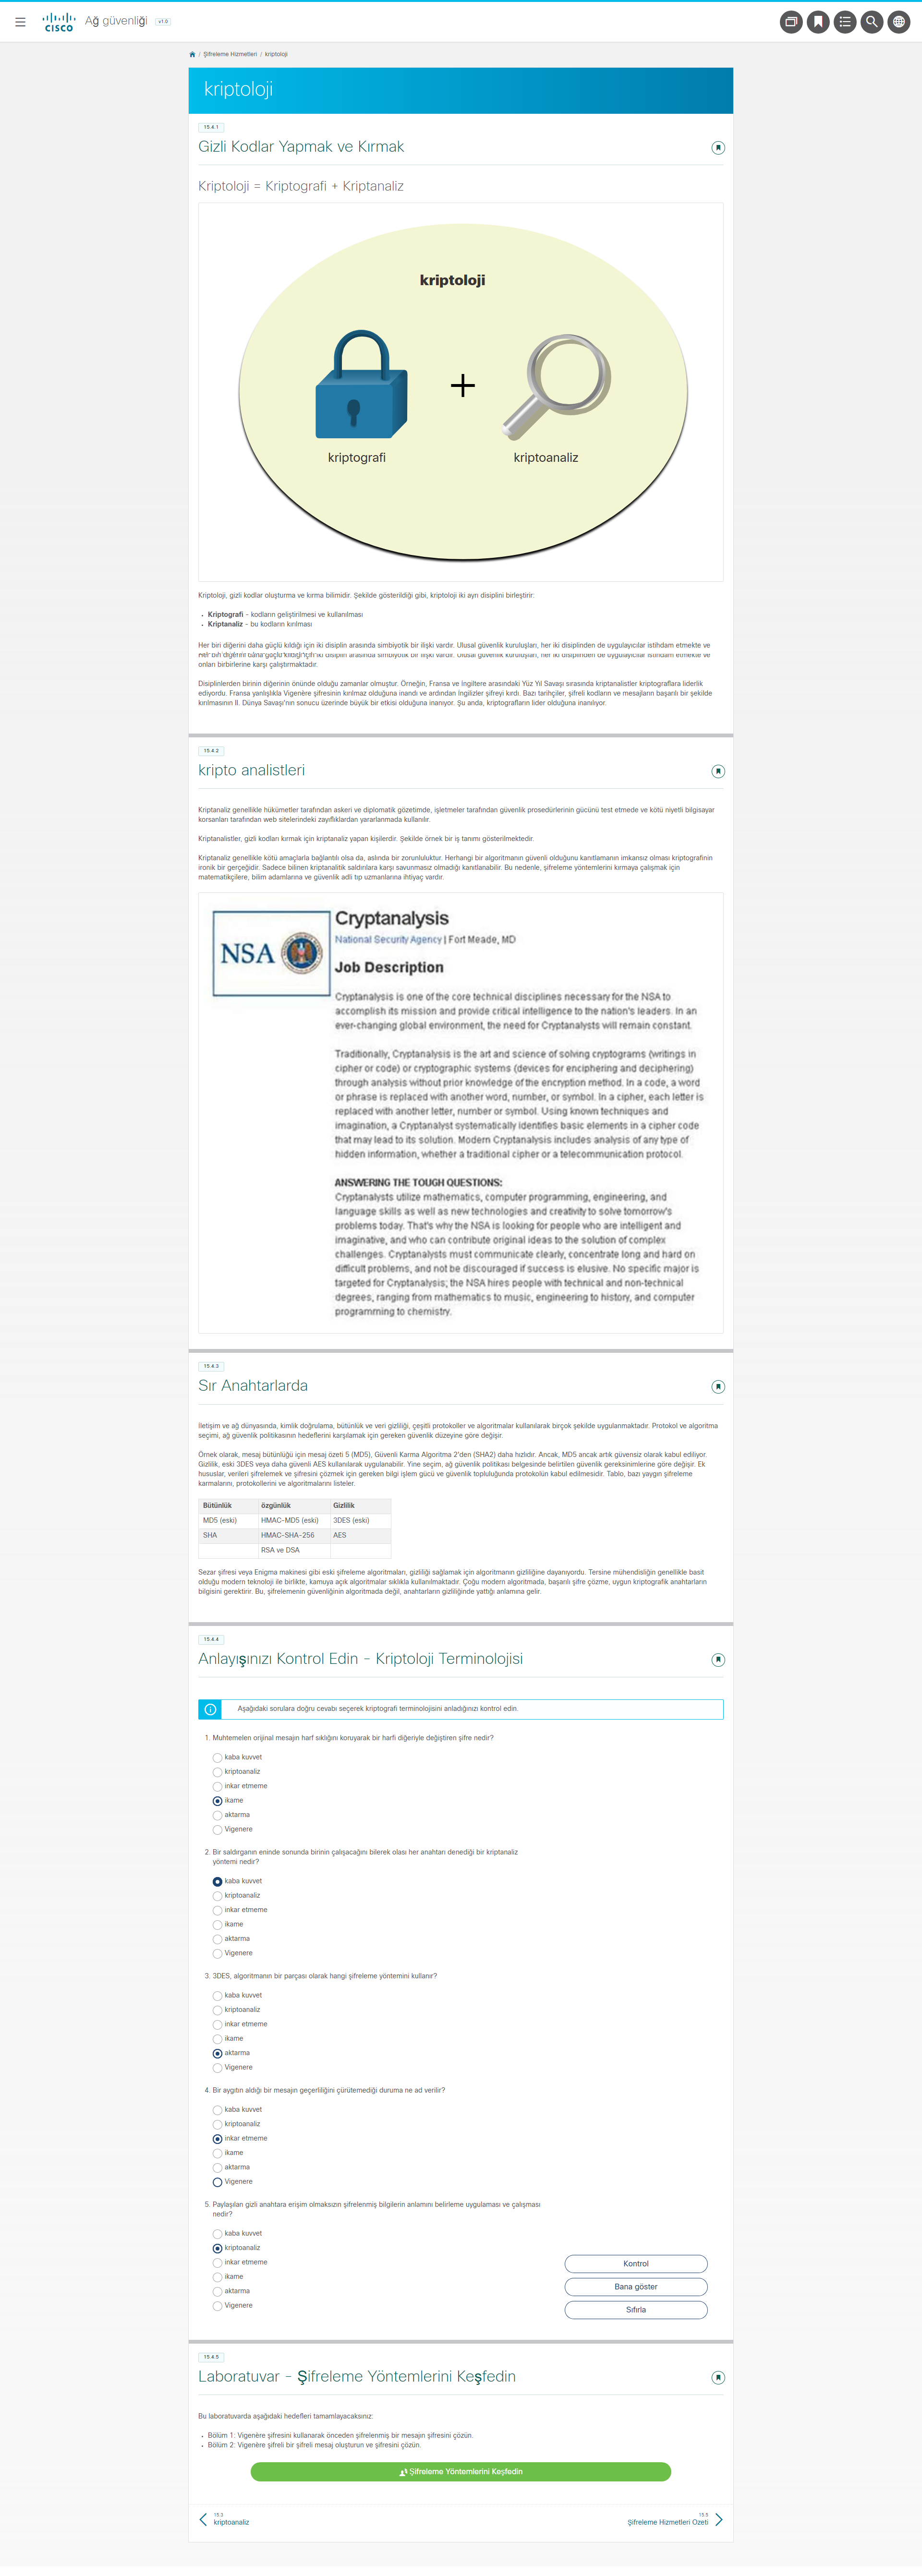 CISCO
Ağ güvenliği
v1.0
/ Şifreleme Hizmetleri / kriptoloji
kriptoloji
15.4.1
Gizli Kodlar Yapmak ve Kırmak
Kriptoloji = Kriptografi + Kriptanaliz
kriptoloji
+
kriptografi
kriptoanaliz
Kriptoloji, gizli kodlar oluşturma ve kırma bilimidir. Şekilde gösterildiği gibi, kriptoloji iki ayrı disiplini birleştirir:
• Kriptografi - kodların geliştirilmesi ve kullanılması
• Kriptanaliz - bu kodların kırılması
Her biri diğerini daha güçlü kıldığı için iki disiplin arasında simbiyotik bir ilişki vardır. Ulusal güvenlik kuruluşları, her iki disiplinden de uygulayıcılar istihdam etmekte ve
onları birbirlerine karşı çalıştırmaktadır.
Disiplinlerden birinin diğerinin önünde olduğu zamanlar olmuştur. Örneğin, Fransa ve İngiltere arasındaki Yüz Yıl Savaşı sırasında kriptanalistler kriptograflara liderlik
ediyordu. Fransa yanlışlıkla Vigenère şifresinin kırılmaz olduğuna inandı ve ardından İngilizler şifreyi kırdı. Bazı tarihçiler, şifreli kodların ve mesajların başarılı bir şekilde
kırılmasının II. Dünya Savaşı'nın sonucu üzerinde büyük bir etkisi olduğuna inanıyor. Şu anda, kriptografların lider olduğuna inanılıyor.
15.4.2
kripto analistleri
Kriptanaliz genellikle hükümetler tarafından askeri ve diplomatik gözetimde, işletmeler tarafından güvenlik prosedürlerinin gücünü test etmede ve kötü niyetli bilgisayar
korsanları tarafından web sitelerindeki zayıflıklardan yararlanmada kullanılır.
Kriptanalistler, gizli kodları kırmak için kriptanaliz yapan kişilerdir. Şekilde örnek bir iş tanımı gösterilmektedir.
Kriptanaliz genellikle kötü amaçlarla bağlantılı olsa da, aslında bir zorunluluktur. Herhangi bir algoritmanın güvenli olduğunu kanıtlamanın imkansız olması kriptografinin
ironik bir gerçeğidir. Sadece bilinen kriptanalitik saldırılara karşı savunmasız olmadığı kanıtlanabilir. Bu nedenle, şifreleme yöntemlerini kırmaya çalışmak için
matematikçilere, bilim adamlarına ve güvenlik adli tıp uzmanlarına ihtiyaç vardır.
NSA
Cryptanalysis
National Security Agency | Fort Meade, MD
Job Description
Cryptanalysis is one of the core technical disciplines necessary for the NSA to
accomplish its mission and provide critical intelligence to the nation's leaders. In an
ever-changing global environment, the need for Cryptanalysts will remain constant.
Traditionally, Cryptanalysis is the art and science of solving cryptograms (writings in
cipher or code) or cryptographic systems (devices for enciphering and deciphering)
through analysis without prior knowledge of the encryption method. In a code, a word
or phrase is replaced with another word, number, or symbol. In a cipher, each letter is
replaced with another letter, number or symbol. Using known techniques and
imagination, a Cryptanalyst systematically identifies basic elements in a cipher code
that may lead to its solution. Modern Cryptanalysis includes analysis of any type of
hidden information, whether a traditional cipher or a telecommunication protocol.
ANSWERING THE TOUGH QUESTIONS:
Cryptanalysts utilize mathematics, computer programming, engineering, and
language skills as well as new technologies and creativity to solve tomorrow's
problems today. That's why the NSA is looking for people who are intelligent and
imaginative, and who can contribute original ideas to the solution of complex
challenges. Cryptanalysts must communicate clearly, concentrate long and hard on
difficult problems, and not be discouraged if success is elusive. No specific major is
targeted for Cryptanalysis; the NSA hires people with technical and non-technical
degrees, ranging from mathematics to music, engineering to history, and computer
programming to chemistry.
15.4.3
Sır Anahtarlarda
İletişim ve ağ dünyasında, kimlik doğrulama, bütünlük ve veri gizliliği, çeşitli protokoller ve algoritmalar kullanılarak birçok şekilde uygulanmaktadır. Protokol ve algoritma
seçimi, ağ güvenlik politikasının hedeflerini karşılamak için gereken güvenlik düzeyine göre değişir.
Örnek olarak, mesaj bütünlüğü için mesaj özeti 5 (MD5), Güvenli Karma Algoritma 2'den (SHA2) daha hızlıdır. Ancak, MD5 ancak artık güvensiz olarak kabul ediliyor.
Gizlilik, eski 3DES veya daha güvenli AES kullanılarak uygulanabilir. Yine seçim, ağ güvenlik politikası belgesinde belirtilen güvenlik gereksinimlerine göre değişir. Ek
hususlar, verileri şifrelemek ve şifresini çözmek için gereken bilgi işlem gücü ve güvenlik topluluğunda protokolün kabul edilmesidir. Tablo, bazı yaygın şifreleme
karmalarını, protokollerini ve algoritmalarını listeler.
Bütünlük özgünlük Gizlilik
MD5 (eski) HMAC-MD5 (eski) 3DES (eski)
SHA HMAC-SHA-256 AES
RSA ve DSA
Sezar şifresi veya Enigma makinesi gibi eski şifreleme algoritmaları, gizliliği sağlamak için algoritmanın gizliliğine dayanıyordu. Tersine mühendisliğin genellikle basit
olduğu modern teknoloji ile birlikte, kamuya açık algoritmalar sıklıkla kullanılmaktadır. Çoğu modern algoritmada, başarılı şifre çözme, uygun kriptografik anahtarların
bilgisini gerektirir. Bu, şifrelemenin güvenliğinin algoritmada değil, anahtarların gizliliğinde yattığı anlamına gelir.
15.4.4
Anlayışınızı Kontrol Edin - Kriptoloji Terminolojisi
Aşağıdaki sorulara doğru cevabı seçerek kriptografi terminolojisini anladığınızı kontrol edin.
1. Muhtemelen orijinal mesajın harf sıklığını koruyarak bir harfi diğeriyle değiştiren şifre nedir?
kaba kuvvet
kriptoanaliz
inkar etmeme
ikame
aktarma
Vigenere
2. Bir saldırganın eninde sonunda birinin çalışacağını bilerek olası her anahtarı denediği bir kriptanaliz
yöntemi nedir?
kaba kuvvet
kriptoanaliz
inkar etmeme
ikame
aktarma
Vigenere
3. 3DES, algoritmanın bir parçası olarak hangi şifreleme yöntemini kullanır?
kaba kuvvet
kriptoanaliz
inkar etmeme
ikame
aktarma
Vigenere
4. Bir aygıtın aldığı bir mesajın geçerliliğini çürütemediği duruma ne ad verilir?
kaba kuvvet
kriptoanaliz
inkar etmeme
ikame
aktarma
Vigenere
5. Paylaşılan gizli anahtara erişim olmaksızın şifrelenmiş bilgilerin anlamını belirleme uygulaması ve çalışması
nedir?
kaba kuvvet
kriptoanaliz
inkar etmeme
ikame
aktarma
Vigenere
Kontrol
Bana göster
Sıfırla
15.4.5
Laboratuvar - Şifreleme Yöntemlerini Keşfedin
Bu laboratuvarda aşağıdaki hedefleri tamamlayacaksınız:
• Bölüm 1: Vigenère şifresini kullanarak önceden şifrelenmiş bir mesajın şifresini çözün.
• Bölüm 2: Vigenère şifreli bir şifreli mesaj oluşturun ve şifresini çözün.
Şifreleme Yöntemlerini Keşfedin
15.3
kriptoanaliz
15.5
Şifreleme Hizmetleri Özeti